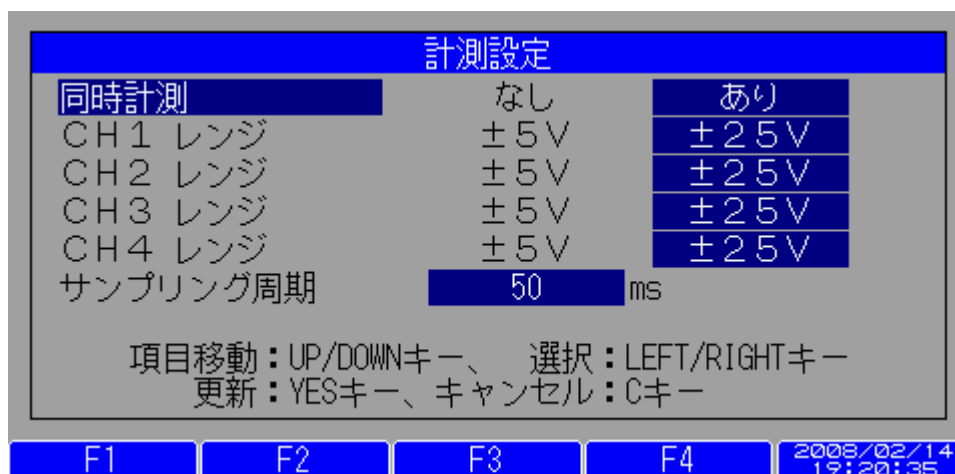 計測設定
同時計測 なし あり
CH1 レンジ ±5V ±25V
CH2 レンジ ±5V ±25V
CH3 レンジ ±5V ±25V
CH4 レンジ ±5V ±25V
サンプリング周期 50 ms
項目移動：UP/DOWNキー、 選択：LEFT/RIGHTキー
更新：YESキー、キャンセル：Cキー
F1 F2 F3 F4 2008/02/14
19:20:35